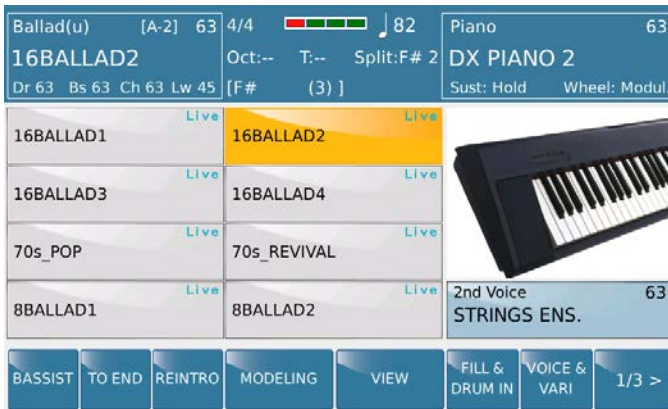 Ballad(u) [A-2] 63
16BALLAD2
Dr 63 Bs 63 Ch 63 Lw 45
4/4 82
Oct:-- T:-- Split:F# 2
[F# (3) ]
Piano 63
DX PIANO 2
Sust: Hold Wheel: Modul.
Live Live
16BALLAD1 16BALLAD2
Live Live
16BALLAD3 16BALLAD4
Live Live
70s_POP 70s_REVIVAL
Live Live
8BALLAD1 8BALLAD2
2nd Voice 63
STRINGS ENS.
BASSIST TO END REINTRO MODELING VIEW FILL & DRUM IN VOICE & VARI 1/3 >